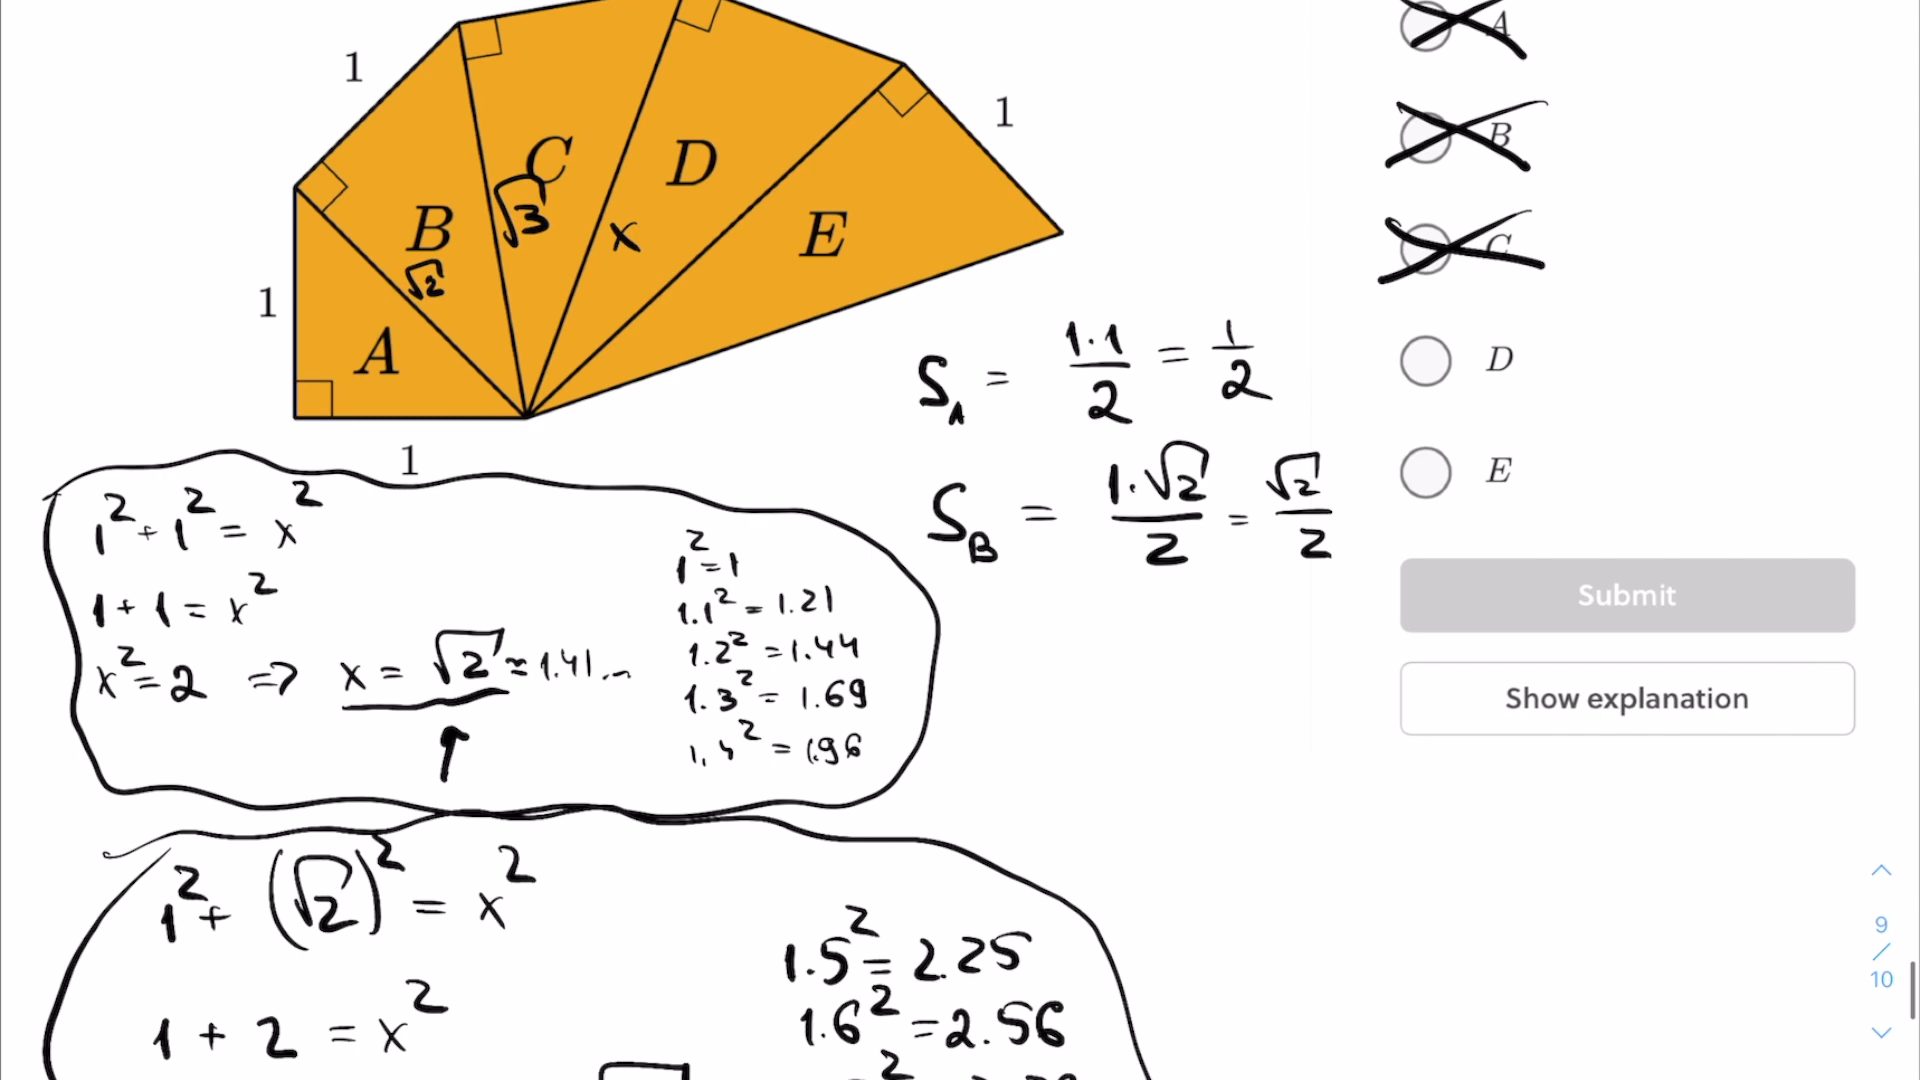 A
1
B
1
C
D
B
√3
x
E
√2
C
1
S_A = 1·1/2 = 1/2
D
A
S_B = 1·√2/2 = √2/2
E
1
1² + 1² = x²
1 + 1 = x²
x² = 2 ⇒ x = √2 ≈ 1.41...
1² = 1
1.1² = 1.21
1.2² = 1.44
1.3² = 1.69
1.4² = 1.96
Submit
Show explanation
1² + (√2)² = x²
1 + 2 = x²
1.5² = 2.25
1.6² = 2.56
9
/
10